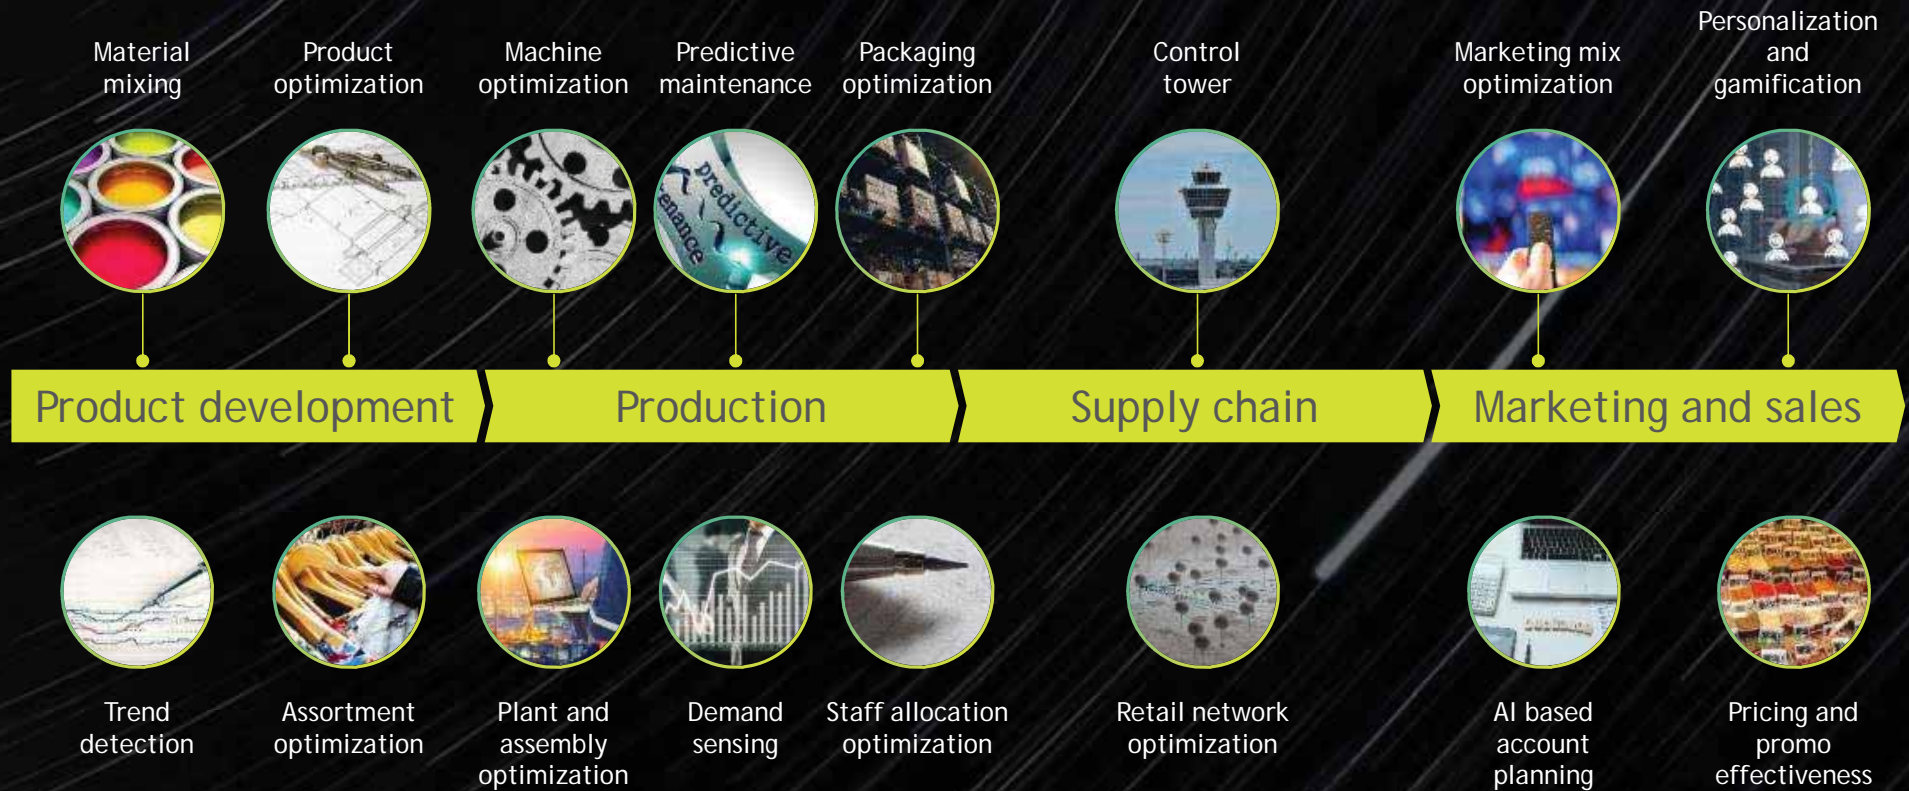 Material
mixing
Product
optimization
Machine
optimization
Predictive
maintenance
Packaging
optimization
Control
tower
Marketing mix
optimization
Personalization
and
gamification
predictive
enance
Product development
Production
Supply chain
Marketing and sales
Trend
detection
Assortment
optimization
Plant and
assembly
optimization
Demand
sensing
Staff allocation
optimization
Retail network
optimization
AI based
account
planning
Pricing and
promo
effectiveness